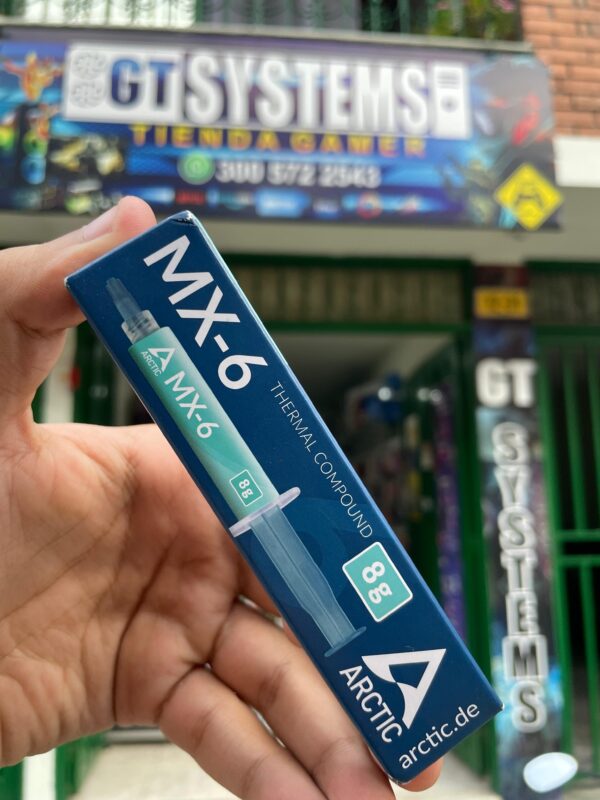 GT SYSTEMS
TIENDA GAMER
300 572 2543
MX-6
THERMAL COMPOUND
ARCTIC
MX-6
8g
8g
ARCTIC
arctic.de
GT
SYSTEMS